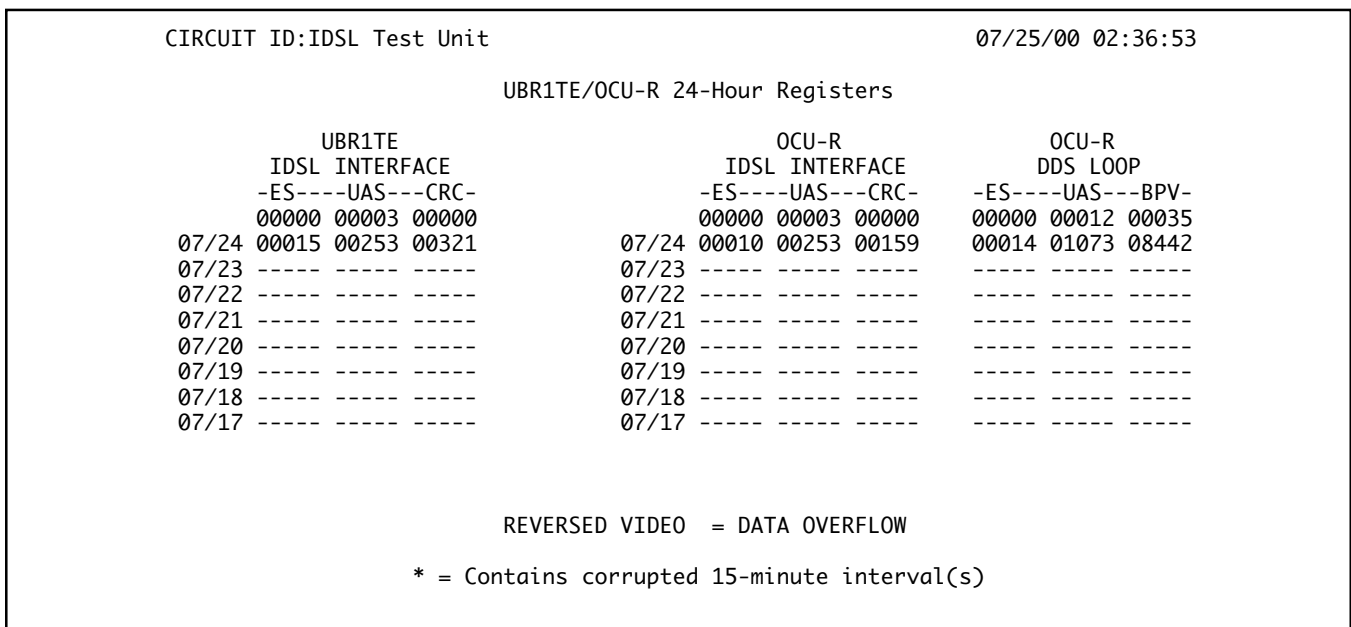 CIRCUIT ID:IDSL Test Unit 07/25/00 02:36:53
UBR1TE/OCU-R 24-Hour Registers
UBR1TE OCU-R OCU-R
IDSL INTERFACE IDSL INTERFACE DDS LOOP
-ES----UAS---CRC- -ES----UAS---CRC- -ES----UAS---BPV-
00000 00003 00000 00000 00003 00000 00000 00012 00035
07/24 00015 00253 00321 07/24 00010 00253 00159 00014 01073 08442
07/23 ----- ----- ----- 07/23 ----- ----- ----- ----- ----- -----
07/22 ----- ----- ----- 07/22 ----- ----- ----- ----- ----- -----
07/21 ----- ----- ----- 07/21 ----- ----- ----- ----- ----- -----
07/20 ----- ----- ----- 07/20 ----- ----- ----- ----- ----- -----
07/19 ----- ----- ----- 07/19 ----- ----- ----- ----- ----- -----
07/18 ----- ----- ----- 07/18 ----- ----- ----- ----- ----- -----
07/17 ----- ----- ----- 07/17 ----- ----- ----- ----- ----- -----
REVERSED VIDEO = DATA OVERFLOW
* = Contains corrupted 15-minute interval(s)